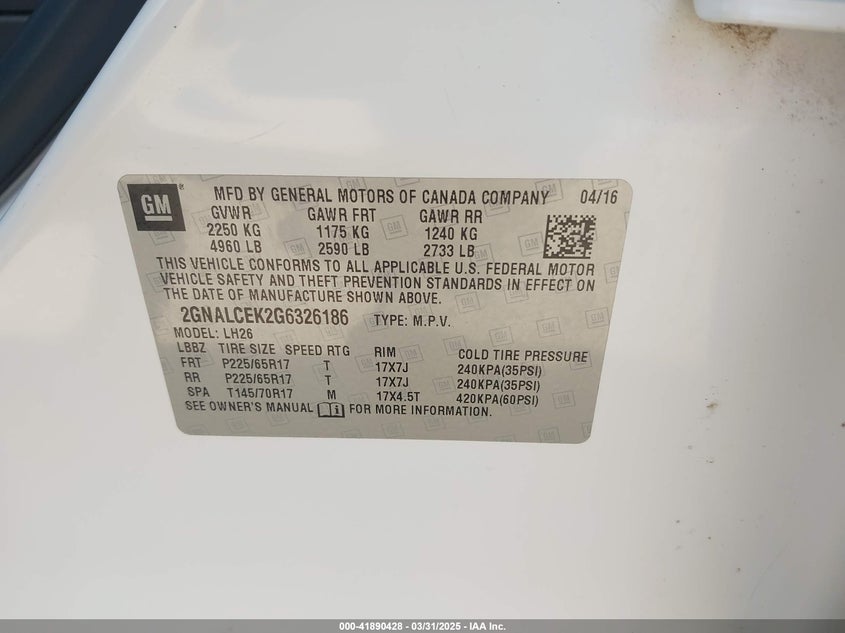 GM ®
MFD BY GENERAL MOTORS OF CANADA COMPANY 04/16
GVWR GAWR FRT GAWR RR
2250 KG 1175 KG 1240 KG
4960 LB 2590 LB 2733 LB
THIS VEHICLE CONFORMS TO ALL APPLICABLE U.S. FEDERAL MOTOR
VEHICLE SAFETY AND THEFT PREVENTION STANDARDS IN EFFECT ON
THE DATE OF MANUFACTURE SHOWN ABOVE.
2GNALCEK2G6326186 TYPE: M.P.V.
MODEL: LH26
LBBZ TIRE SIZE SPEED RTG RIM COLD TIRE PRESSURE
FRT P225/65R17 T 17X7J 240KPA(35PSI)
RR P225/65R17 T 17X7J 240KPA(35PSI)
SPA T145/70R17 M 17X4.5T 420KPA(60PSI)
SEE OWNER'S MANUAL FOR MORE INFORMATION.
000-41890428 - 03/31/2025 - IAA Inc.